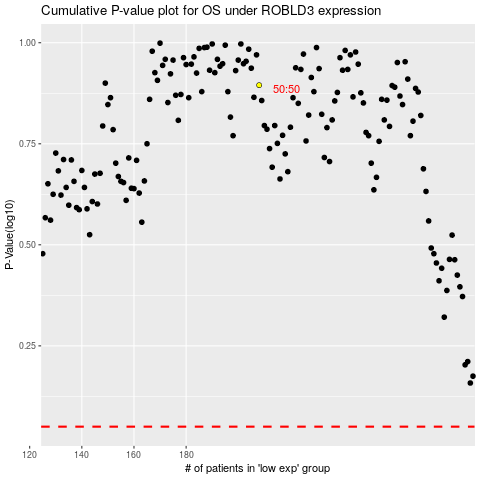 Cumulative P-value plot for OS under ROBLD3 expression
1.00
50:50
0.75
P-Value(log10)
0.50
0.25
120 140 160 180
# of patients in 'low exp' group